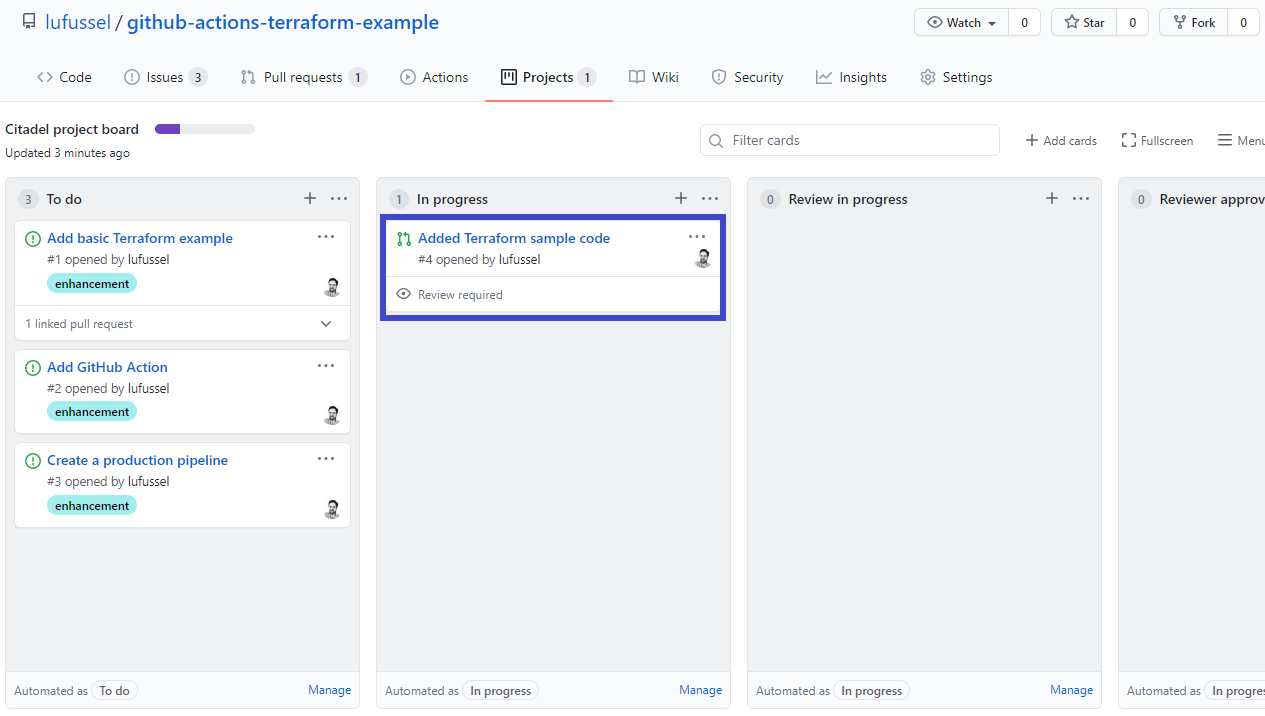 lufussel / github-actions-terraform-example
Watch 0 Star 0 Fork 0
Code Issues 3 Pull requests 1 Actions Projects 1 Wiki Security Insights Settings
Citadel project board
Updated 3 minutes ago
Filter cards
Add cards Fullscreen Menu
3 To do
Add basic Terraform example
#1 opened by lufussel
enhancement
1 linked pull request
Add GitHub Action
#2 opened by lufussel
enhancement
Create a production pipeline
#3 opened by lufussel
enhancement
Automated as To do Manage
1 In progress
Added Terraform sample code
#4 opened by lufussel
Review required
Automated as In progress Manage
0 Review in progress
Automated as In progress Manage
0 Reviewer approv
Automated as In progres